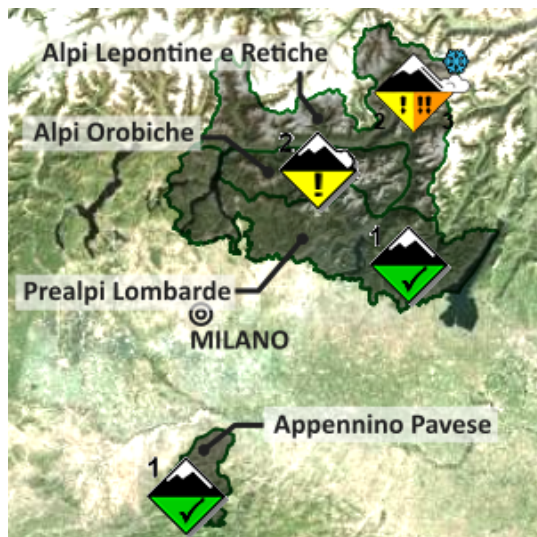 Alpi Lepontine e Retiche
! !!
2 3
Alpi Orobiche
2
!
1
Prealpi Lombarde
MILANO
Appennino Pavese
1